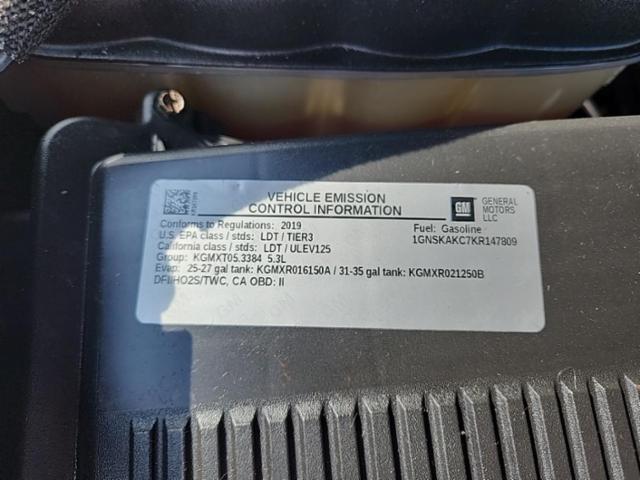 VEHICLE EMISSION
CONTROL INFORMATION
GM
GENERAL
MOTORS
LLC
Conforms to Regulations: 2019
Fuel: Gasoline
U.S. EPA class / stds: LDT / TIER3
1GNSKAKC7KR147809
California class / stds: LDT / ULEV125
Group: KGMXT05.3384 5.3L
Evap: 25-27 gal tank: KGMXR016150A / 31-35 gal tank: KGMXR021250B
DFI/HO2S/TWC, CA OBD: II